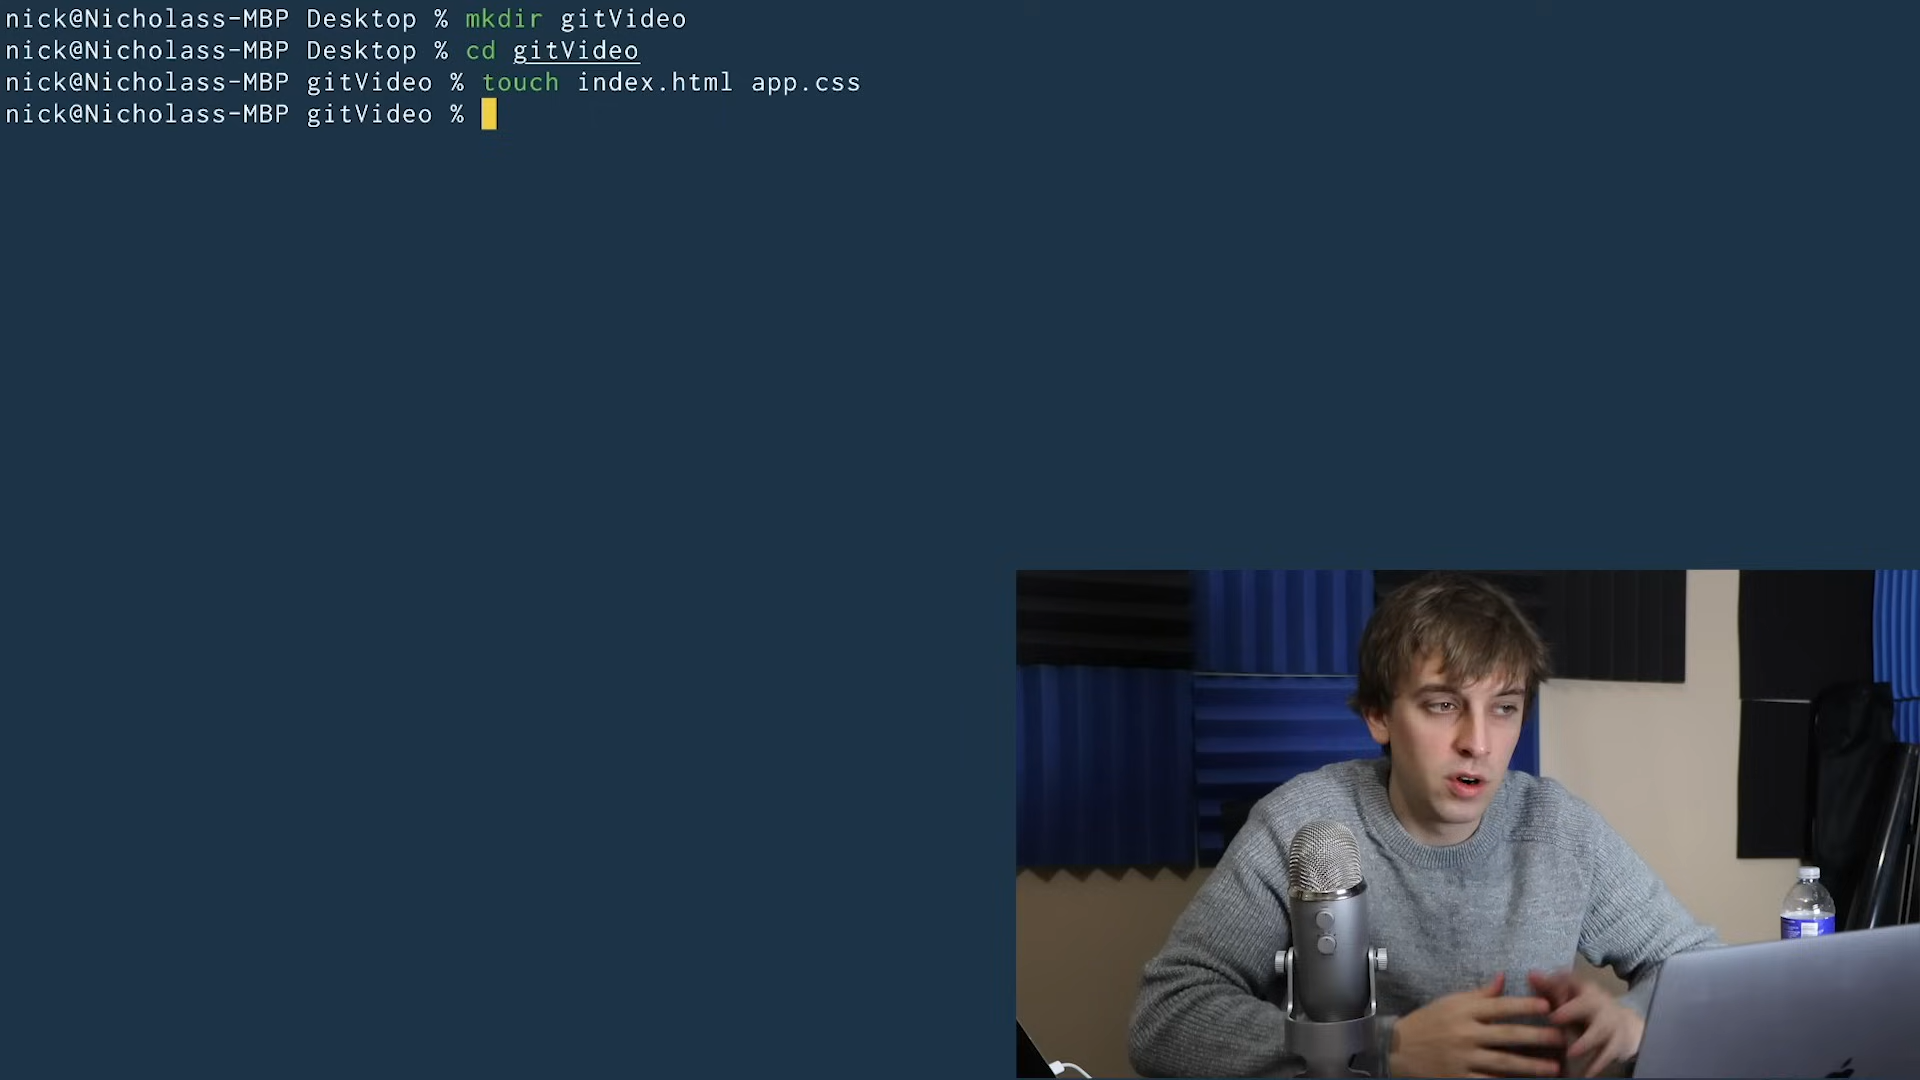 nick@Nicholass-MBP Desktop % mkdir gitVideo
nick@Nicholass-MBP Desktop % cd gitVideo
nick@Nicholass-MBP gitVideo % touch index.html app.css
nick@Nicholass-MBP gitVideo %